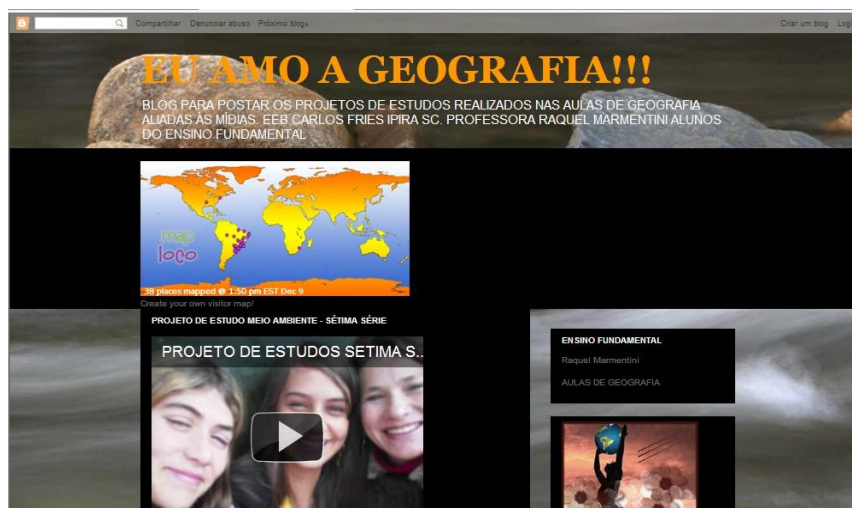 Compartilhar Denunciar abuso Próximo blog»
Criar um blog Logi
EU AMO A GEOGRAFIA!!!
BLOG PARA POSTAR OS PROJETOS DE ESTUDOS REALIZADOS NAS AULAS DE GEOGRAFIA
ALIADAS ÀS MÍDIAS. EEB CARLOS FRIES IPIRA SC. PROFESSORA RAQUEL MARMENTINI ALUNOS
DO ENSINO FUNDAMENTAL
map
loco
38 places mapped @ 1:50 pm EST Dec 9
Create your own visitor map!
PROJETO DE ESTUDO MEIO AMBIENTE - SÉTIMA SÉRIE
PROJETO DE ESTUDOS SETIMA S...
ENSINO FUNDAMENTAL
Raquel Marmentini
AULAS DE GEOGRAFIA